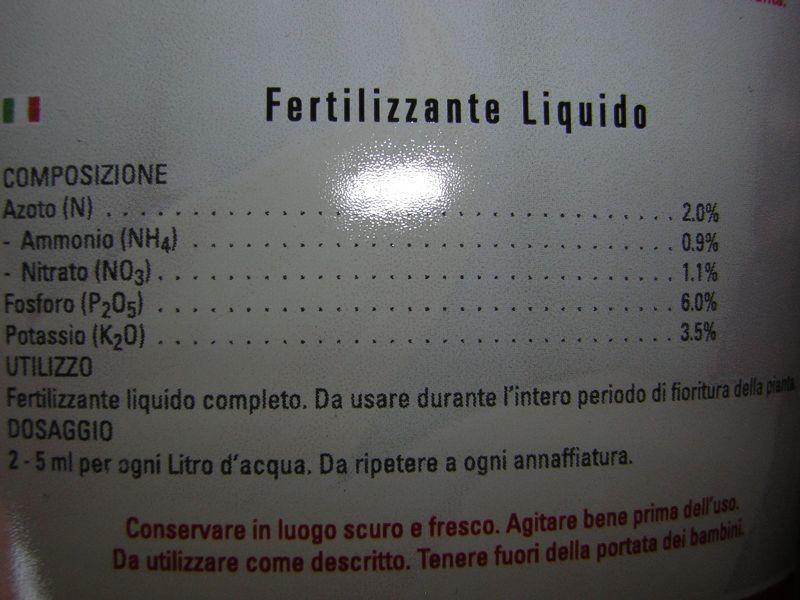 Fertilizzante Liquido
COMPOSIZIONE
Azoto (N) . . . . . . . . . . . . . . . . . . . . . . . . . . . . . . . . . . . . . 2.0%
- Ammonio (NH4) . . . . . . . . . . . . . . . . . . . . . . . . . . . . . . . 0.9%
- Nitrato (NO3) . . . . . . . . . . . . . . . . . . . . . . . . . . . . . . . . . 1.1%
Fosforo (P2O5) . . . . . . . . . . . . . . . . . . . . . . . . . . . . . . . . . 6.0%
Potassio (K2O) . . . . . . . . . . . . . . . . . . . . . . . . . . . . . . . . . 3.5%
UTILIZZO
Fertilizzante liquido completo. Da usare durante l'intero periodo di fioritura della pianta.
DOSAGGIO
2 - 5 ml per ogni Litro d'acqua. Da ripetere a ogni annaffiatura.
Conservare in luogo scuro e fresco. Agitare bene prima dell'uso.
Da utilizzare come descritto. Tenere fuori della portata dei bambini.